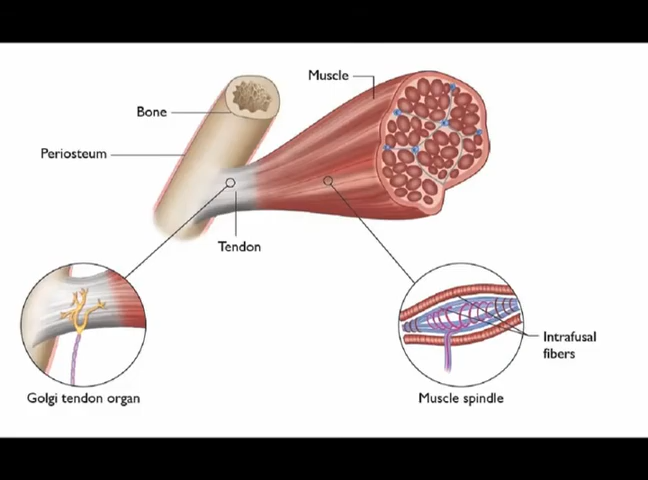 Muscle
Bone
Periosteum
Tendon
Intrafusal
fibers
Golgi tendon organ
Muscle spindle